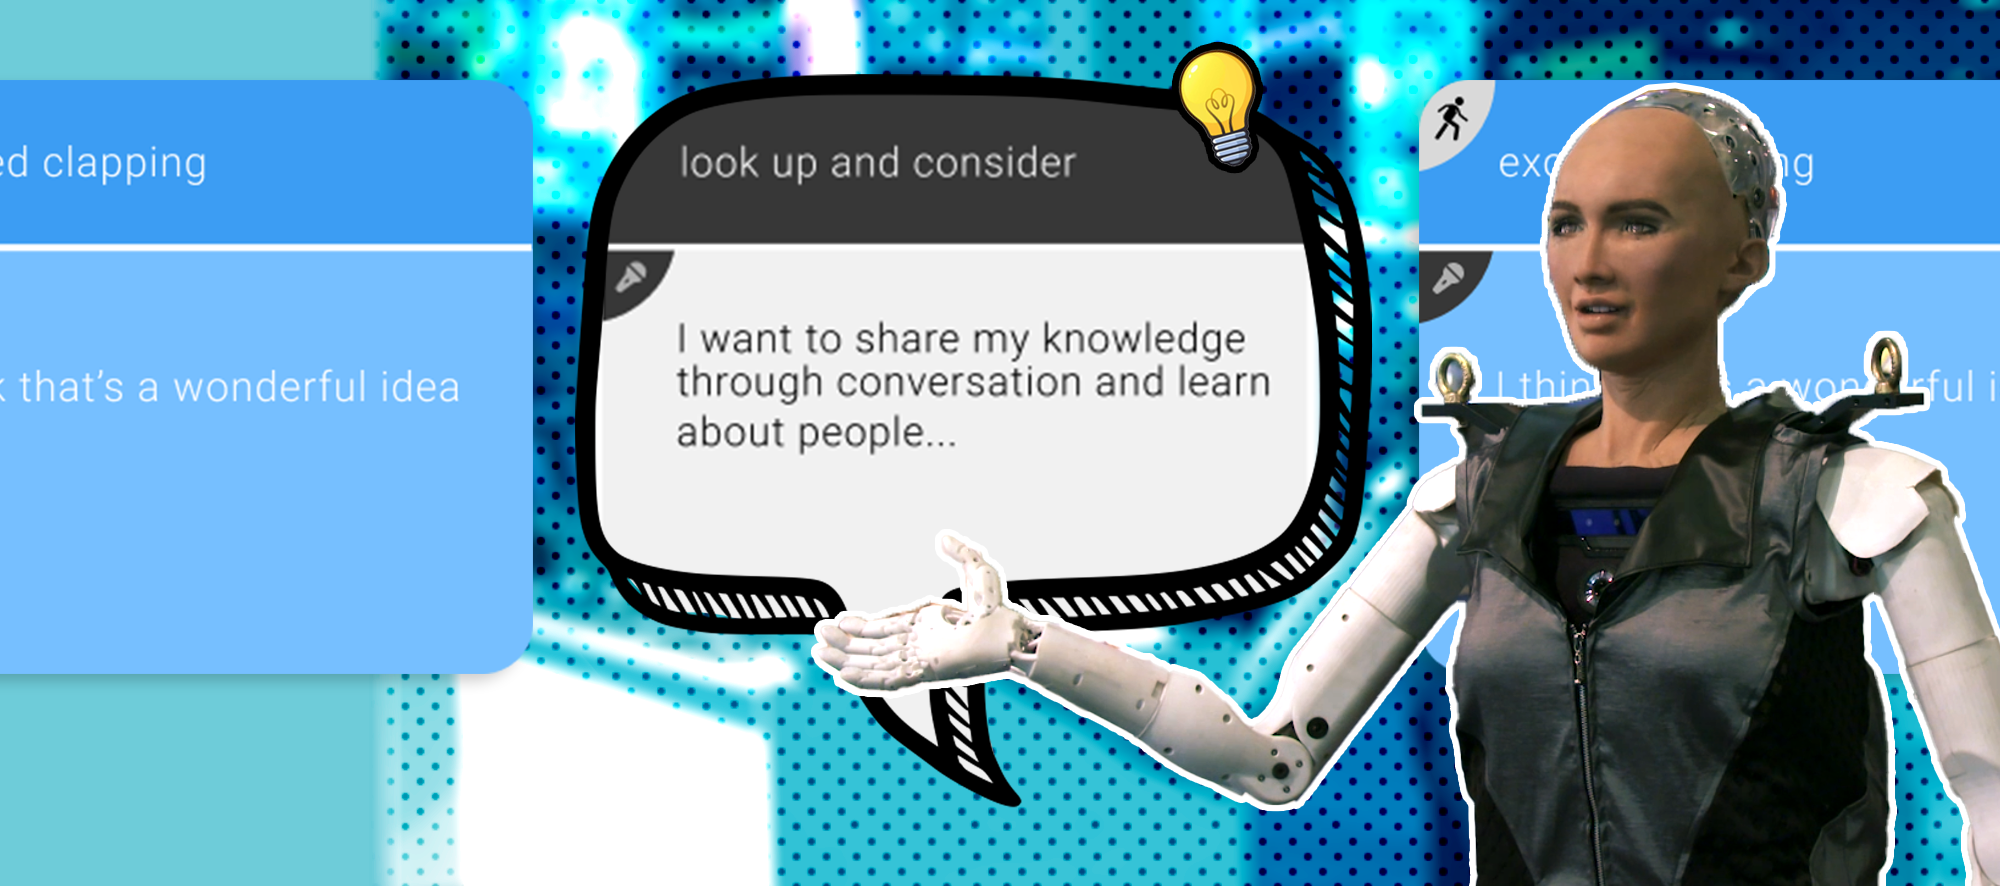 ed clapping
that's a wonderful idea
look up and consider
I want to share my knowledge
through conversation and learn
about people...
I thin